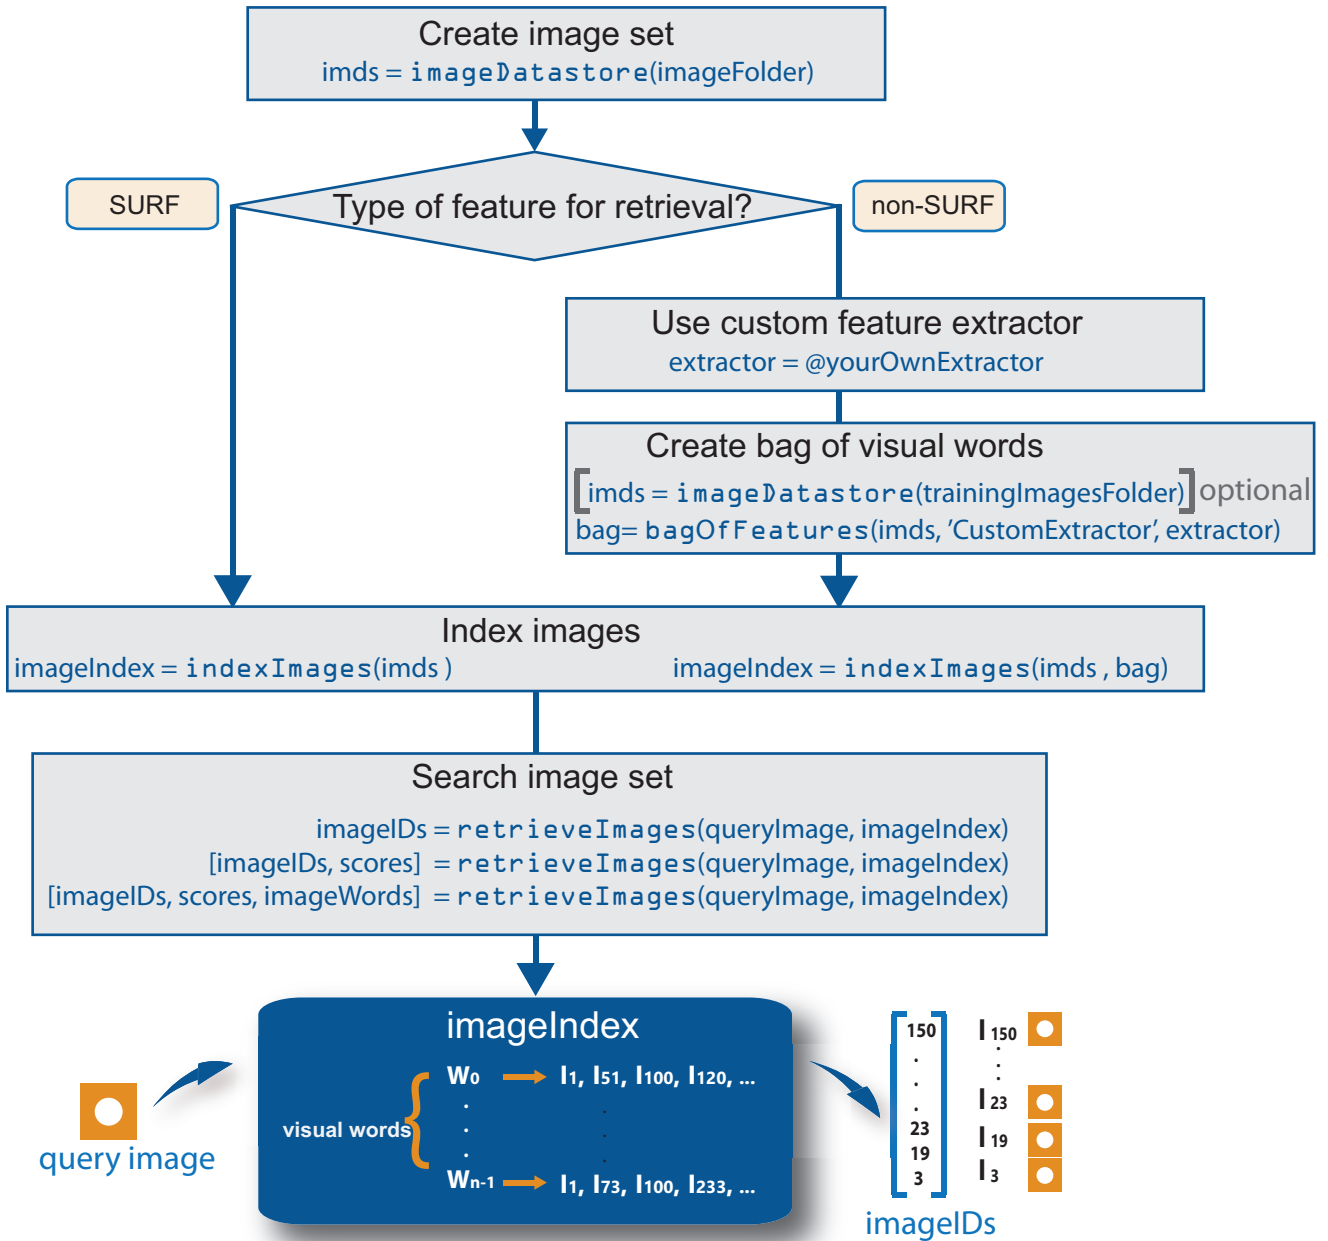 Create image set
imds = imageDatastore(imageFolder)
SURF
Type of feature for retrieval?
non-SURF
Use custom feature extractor
extractor = @yourOwnExtractor
Create bag of visual words
[imds = imageDatastore(trainingImagesFolder)] optional
bag= bagOfFeatures(imds, 'CustomExtractor', extractor)
Index images
imageIndex = indexImages(imds )
imageIndex = indexImages(imds , bag)
Search image set
imageIDs = retrieveImages(queryImage, imageIndex)
[imageIDs, scores] = retrieveImages(queryImage, imageIndex)
[imageIDs, scores, imageWords] = retrieveImages(queryImage, imageIndex)
imageIndex
W0 I1, I51, I100, I120, ...
.
.
.
visual words
Wn-1 I1, I73, I100, I233, ...
query image
150
.
.
.
23
19
3
I 150
.
.
.
I 23
I 19
I 3
imageIDs